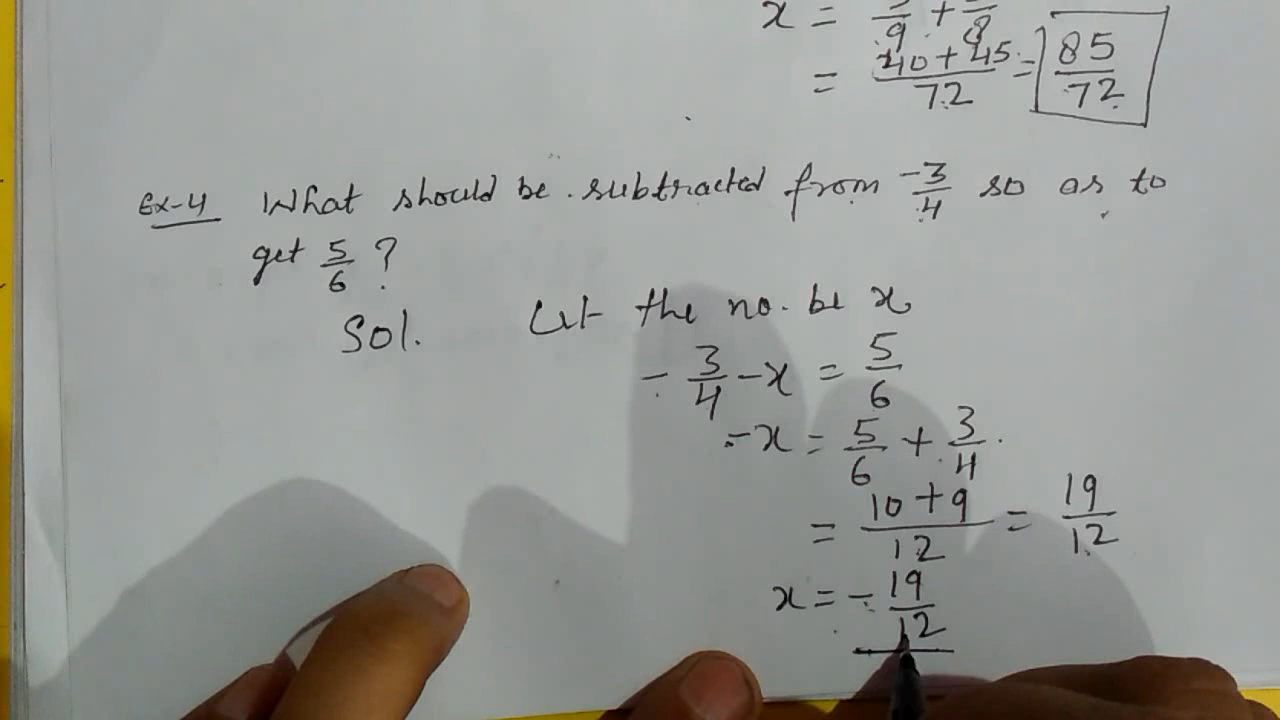 x = 5/9 + 5/8
= 40 + 45/72 = 85/72
Ex-4 What should be subtracted from -3/4 so as to
get 5/6 ?
Sol. Let the no. be x
- 3/4 - x = 5/6
- x = 5/6 + 3/4
= 10 + 9/12 = 19/12
x = - 19/12